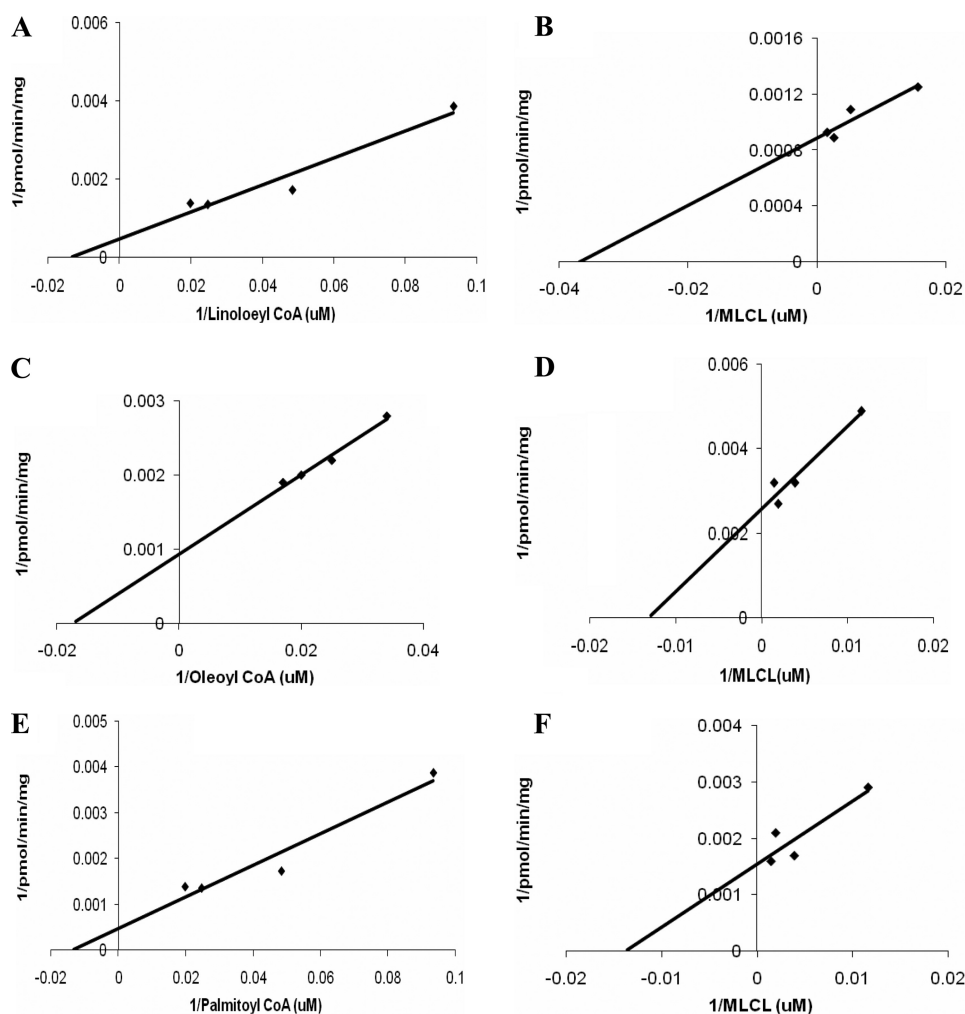 A
0.006
0.004
0.002
0
-0.02 0 0.02 0.04 0.06 0.08 0.1
1/pmol/min/mg
1/Linoloeyl CoA (uM)
B
0.0016
0.0012
0.0008
0.0004
0
-0.04 -0.02 0 0.02
1/pmol/min/mg
1/MLCL (uM)
C
0.003
0.002
0.001
0
-0.02 0 0.02 0.04
1/pmol/min/mg
1/Oleoyl CoA (uM)
D
0.006
0.004
0.002
0
-0.02 -0.01 0 0.01 0.02
1/pmol/min/mg
1/MLCL(uM)
E
0.005
0.004
0.003
0.002
0.001
0
-0.02 0 0.02 0.04 0.06 0.08 0.1
1/pmol/min/mg
1/Palmitoyl CoA (uM)
F
0.004
0.003
0.002
0.001
0
-0.02 -0.01 0 0.01 0.02
1/pmol/min/mg
1/MLCL (uM)